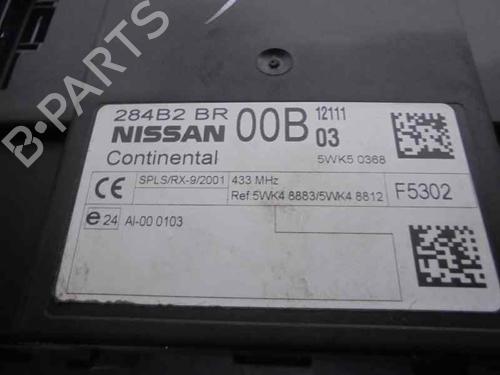 284B2 BR 00B 12111
NISSAN 03
Continental 5WK5 0368
CE SPLS/RX-9/2001 433 MHz
Ref.5WK4 8883/5WK4 8812 F5302
e 24 AI-00 0103
B-PARTS